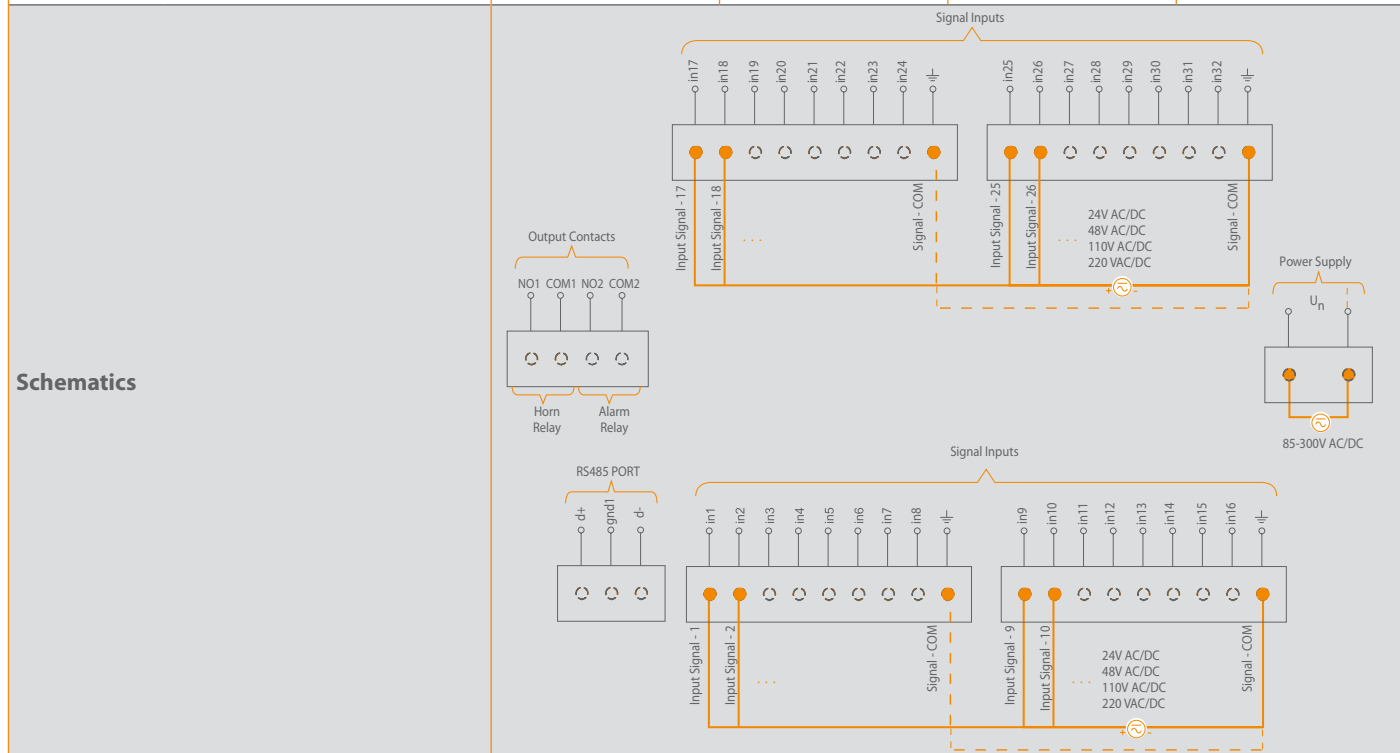 Schematics
Signal Inputs
in17 in18 in19 in20 in21 in22 in23 in24
in25 in26 in27 in28 in29 in30 in31 in32
Input Signal - 17
Input Signal - 18
. . .
Signal - COM
Input Signal - 25
Input Signal - 26
. . .
24V AC/DC
48V AC/DC
110V AC/DC
220 VAC/DC
Signal - COM
+ -
Output Contacts
NO1 COM1 NO2 COM2
Horn
Relay
Alarm
Relay
Power Supply
Un
85-300V AC/DC
RS485 PORT
d+ gnd1 d-
Signal Inputs
in1 in2 in3 in4 in5 in6 in7 in8
in9 in10 in11 in12 in13 in14 in15 in16
Input Signal - 1
Input Signal - 2
. . .
Signal - COM
Input Signal - 9
Input Signal - 10
. . .
24V AC/DC
48V AC/DC
110V AC/DC
220 VAC/DC
Signal - COM
+ -